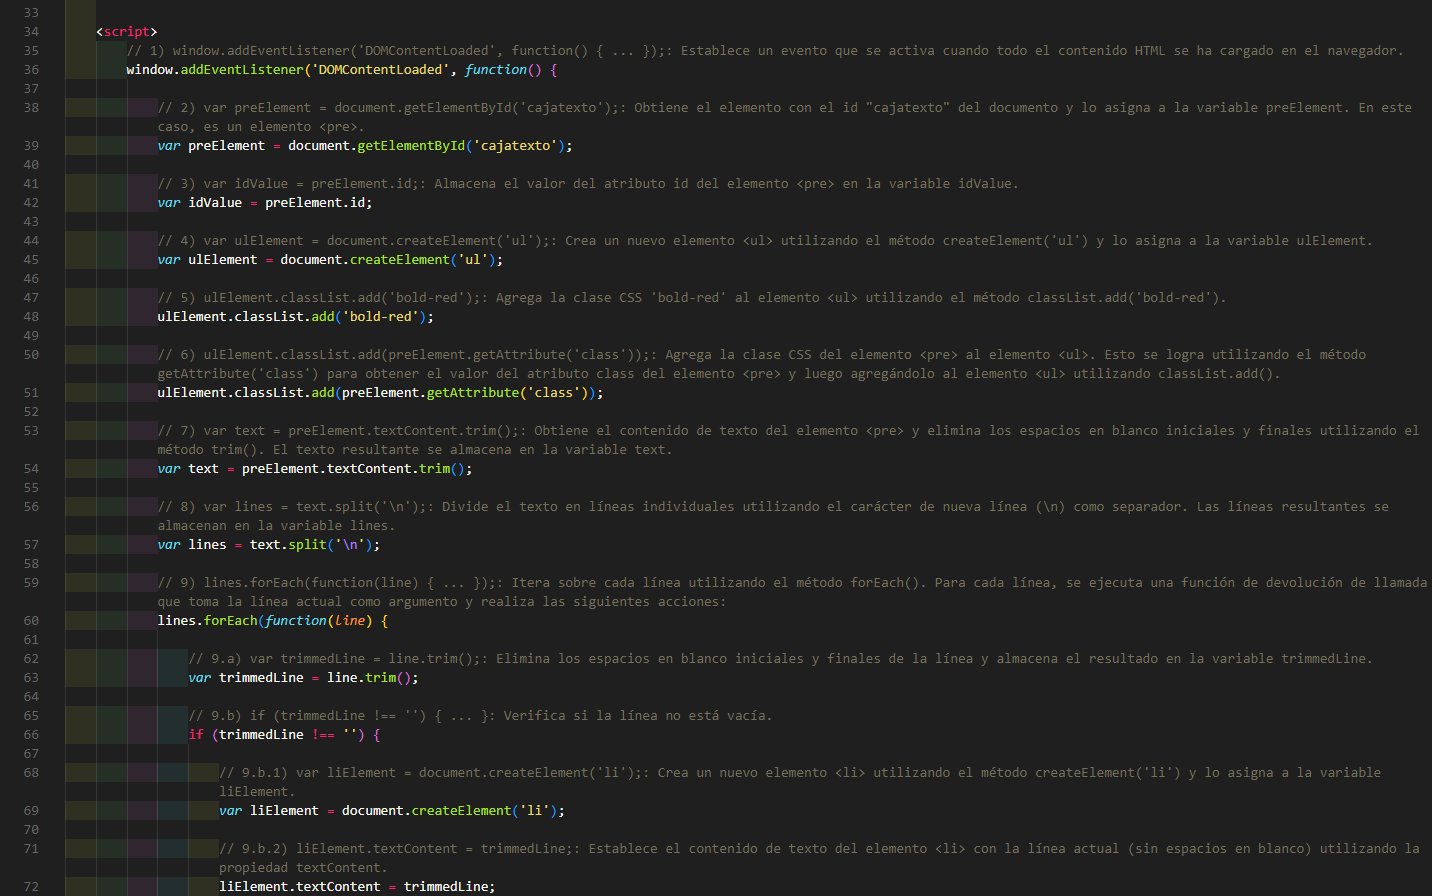 33
34 <script>
35 // 1) window.addEventListener('DOMContentLoaded', function() { ... });: Establece un evento que se activa cuando todo el contenido HTML se ha cargado en el navegador.
36 window.addEventListener('DOMContentLoaded', function() {
37
38 // 2) var preElement = document.getElementById('cajatexto');: Obtiene el elemento con el id "cajatexto" del documento y lo asigna a la variable preElement. En este
caso, es un elemento <pre>.
39 var preElement = document.getElementById('cajatexto');
40
41 // 3) var idValue = preElement.id;: Almacena el valor del atributo id del elemento <pre> en la variable idValue.
42 var idValue = preElement.id;
43
44 // 4) var ulElement = document.createElement('ul');: Crea un nuevo elemento <ul> utilizando el método createElement('ul') y lo asigna a la variable ulElement.
45 var ulElement = document.createElement('ul');
46
47 // 5) ulElement.classList.add('bold-red');: Agrega la clase CSS 'bold-red' al elemento <ul> utilizando el método classList.add('bold-red').
48 ulElement.classList.add('bold-red');
49
50 // 6) ulElement.classList.add(preElement.getAttribute('class'));: Agrega la clase CSS del elemento <pre> al elemento <ul>. Esto se logra utilizando el método
getAttribute('class') para obtener el valor del atributo class del elemento <pre> y luego agregándolo al elemento <ul> utilizando classList.add().
51 ulElement.classList.add(preElement.getAttribute('class'));
52
53 // 7) var text = preElement.textContent.trim();: Obtiene el contenido de texto del elemento <pre> y elimina los espacios en blanco iniciales y finales utilizando el
método trim(). El texto resultante se almacena en la variable text.
54 var text = preElement.textContent.trim();
55
56 // 8) var lines = text.split('\n');: Divide el texto en líneas individuales utilizando el carácter de nueva línea (\n) como separador. Las líneas resultantes se
almacenan en la variable lines.
57 var lines = text.split('\n');
58
59 // 9) lines.forEach(function(line) { ... });: Itera sobre cada línea utilizando el método forEach(). Para cada línea, se ejecuta una función de devolución de llamada
que toma la línea actual como argumento y realiza las siguientes acciones:
60 lines.forEach(function(line) {
61
62 // 9.a) var trimmedLine = line.trim();: Elimina los espacios en blanco iniciales y finales de la línea y almacena el resultado en la variable trimmedLine.
63 var trimmedLine = line.trim();
64
65 // 9.b) if (trimmedLine !== '') { ... }: Verifica si la línea no está vacía.
66 if (trimmedLine !== '') {
67
68 // 9.b.1) var liElement = document.createElement('li');: Crea un nuevo elemento <li> utilizando el método createElement('li') y lo asigna a la variable
liElement.
69 var liElement = document.createElement('li');
70
71 // 9.b.2) liElement.textContent = trimmedLine;: Establece el contenido de texto del elemento <li> con la línea actual (sin espacios en blanco) utilizando la
propiedad textContent.
72 liElement.textContent = trimmedLine;